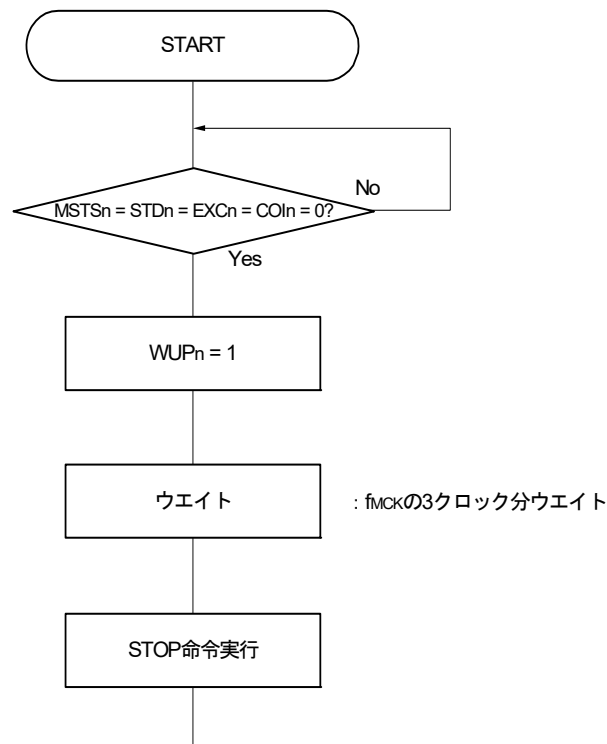 START
No
MSTSn = STDn = EXCn = COIn = 0?
Yes
WUPn = 1
ウエイト : fMCKの3クロック分ウエイト
STOP命令実行